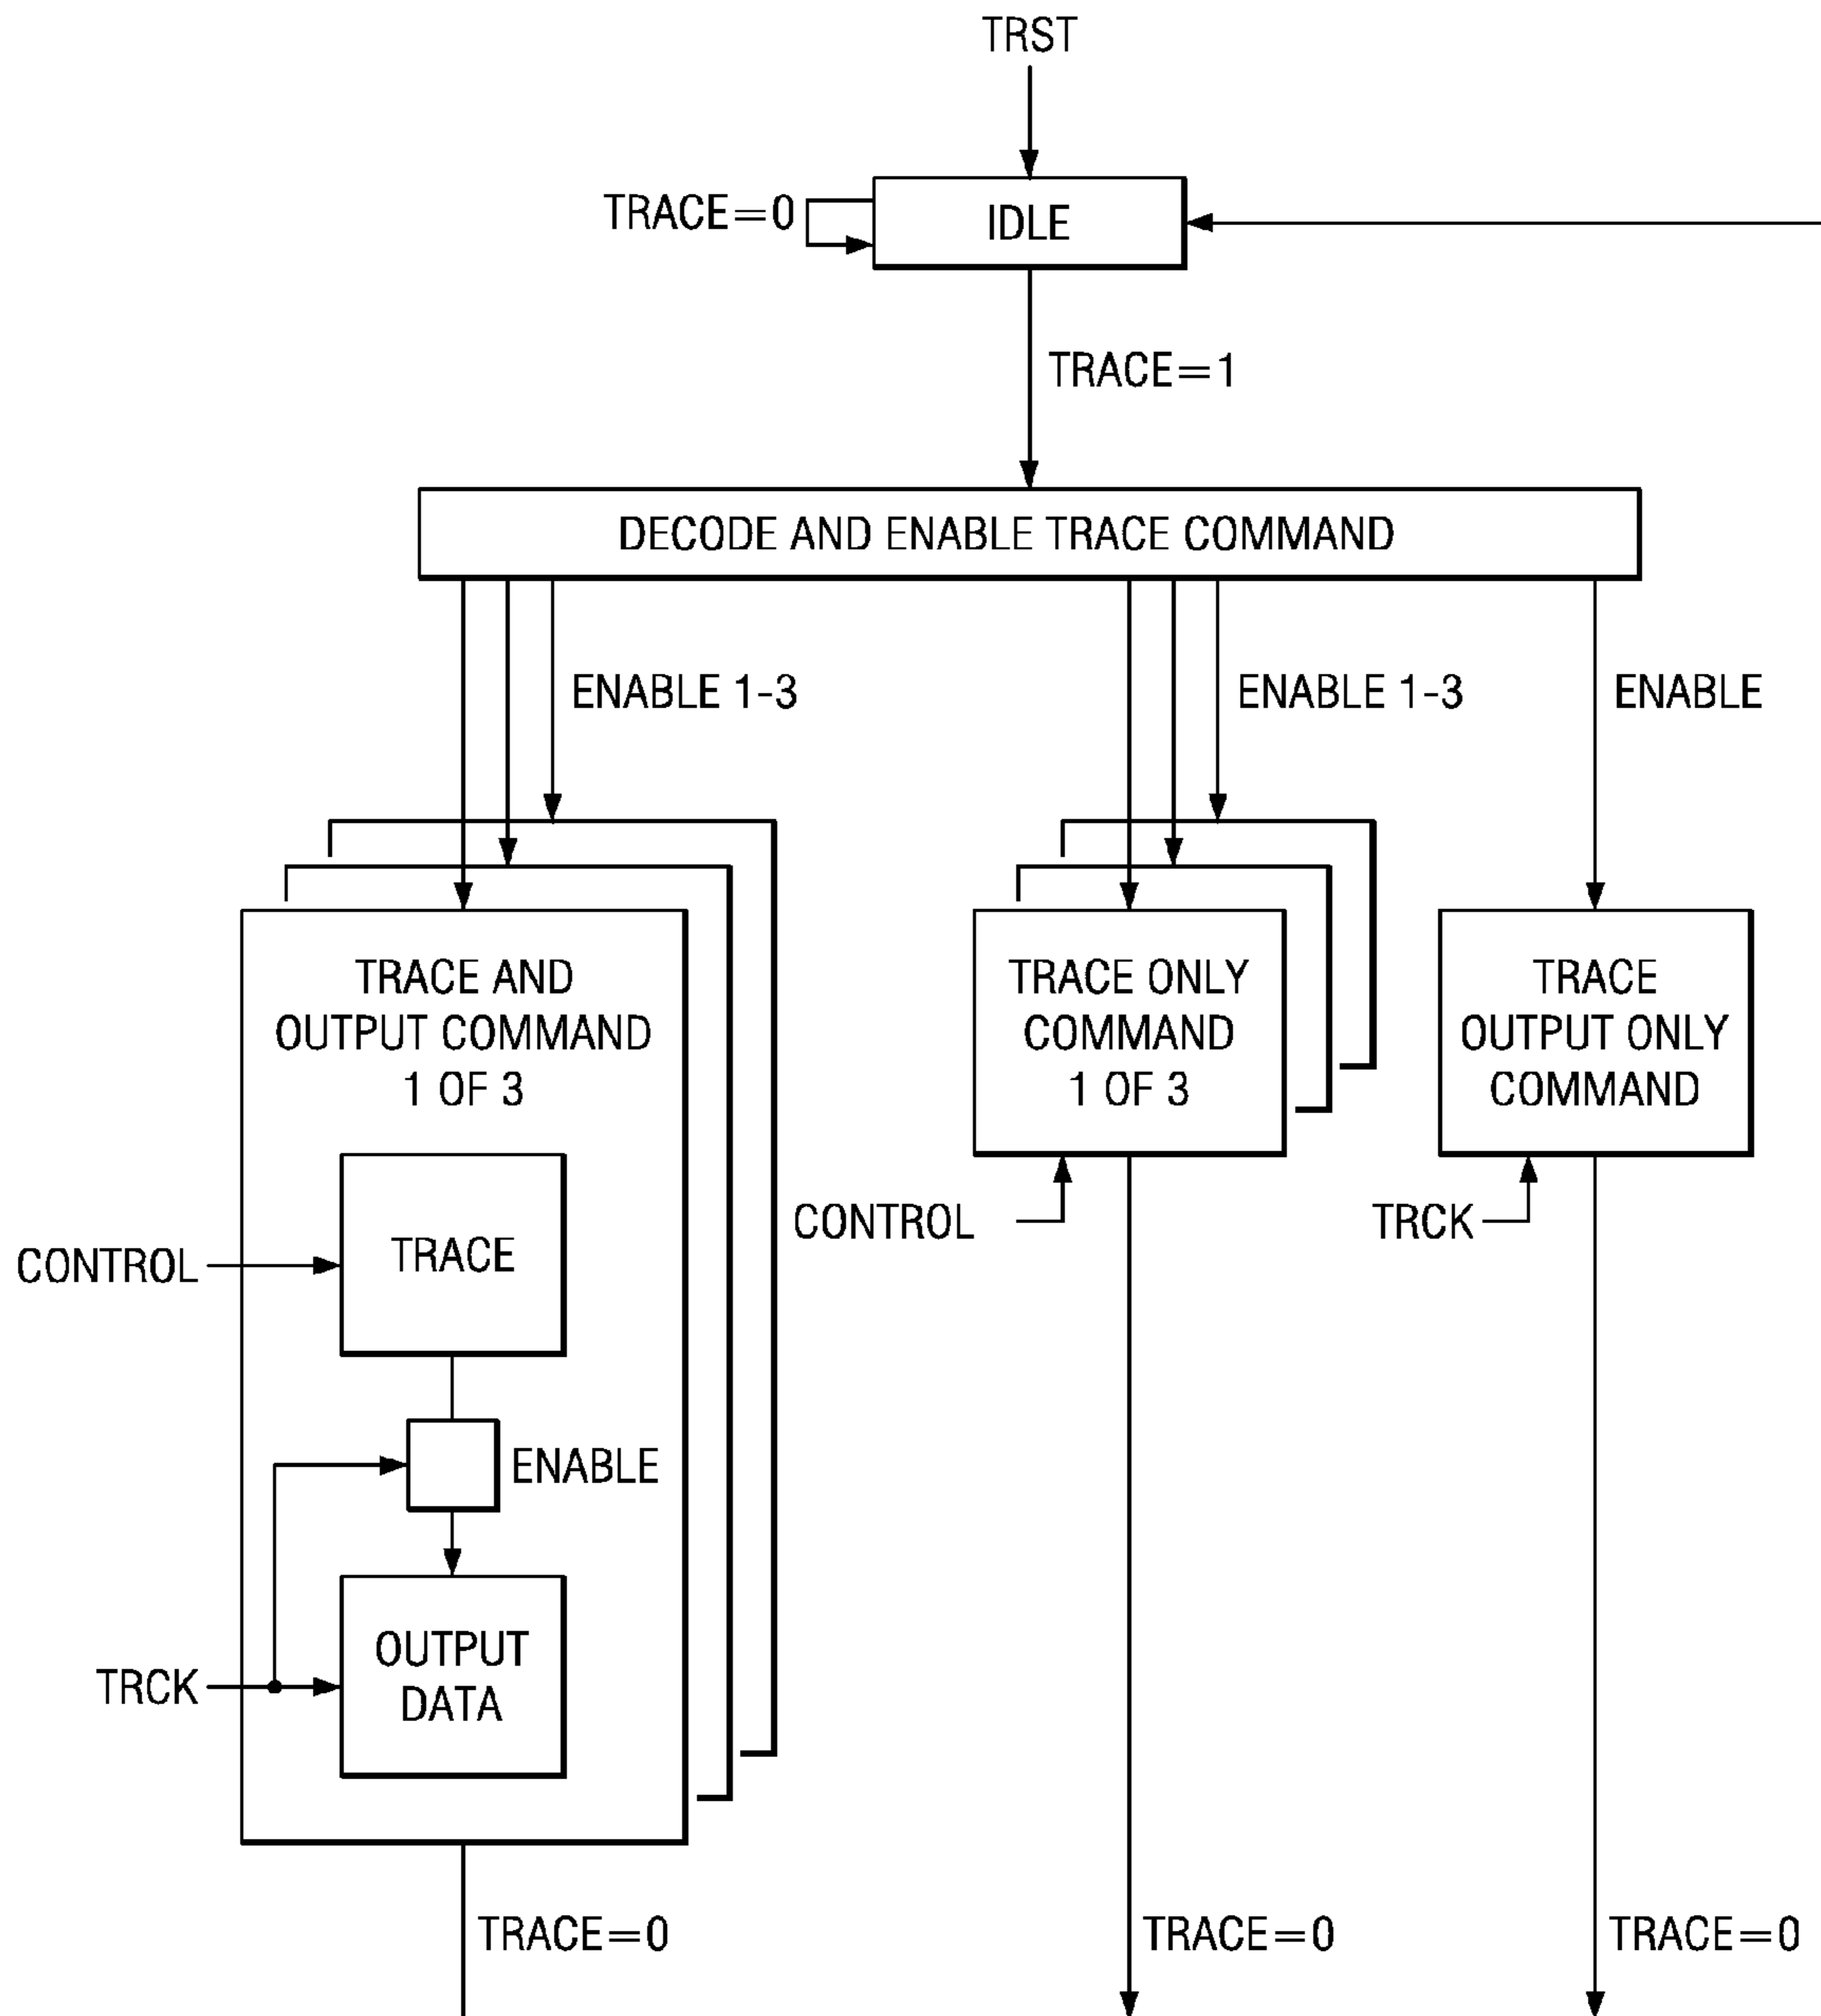 TRST
TRACE=0
IDLE
TRACE=1
DECODE AND ENABLE TRACE COMMAND
ENABLE 1-3
ENABLE 1-3
ENABLE
TRACE AND
OUTPUT COMMAND
1 OF 3
TRACE ONLY
COMMAND
1 OF 3
TRACE
OUTPUT ONLY
COMMAND
CONTROL
TRACE
CONTROL
TRCK
ENABLE
TRCK
OUTPUT
DATA
TRACE=0
TRACE=0
TRACE=0